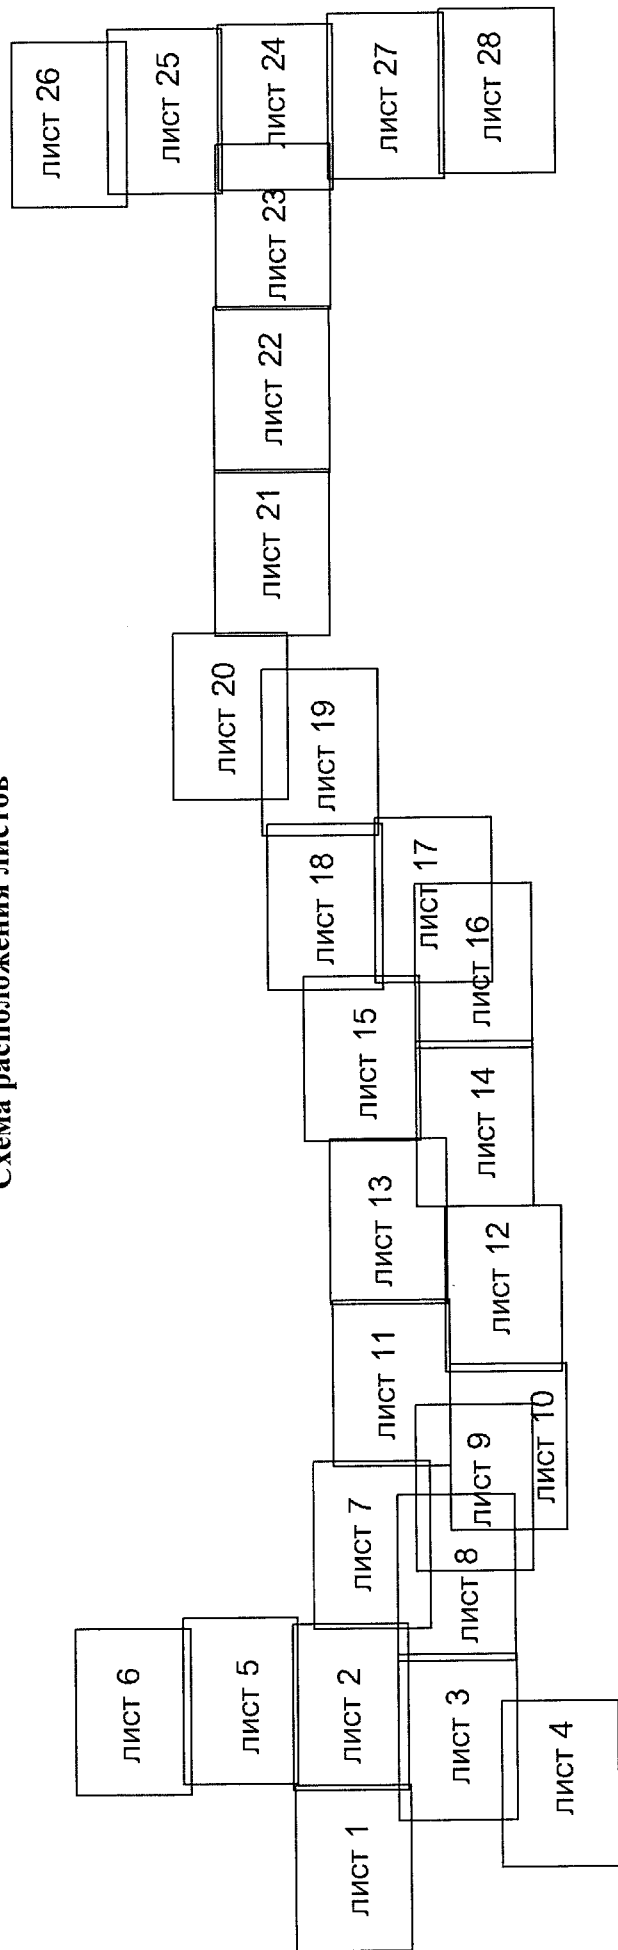 Схема расположения листов
лист 1
лист 2
лист 3
лист 4
лист 5
лист 6
лист 7
лист 8
лист 9
лист 10
лист 11
лист 12
лист 13
лист 14
лист 15
лист 16
лист 17
лист 18
лист 19
лист 20
лист 21
лист 22
лист 23
лист 24
лист 25
лист 26
лист 27
лист 28